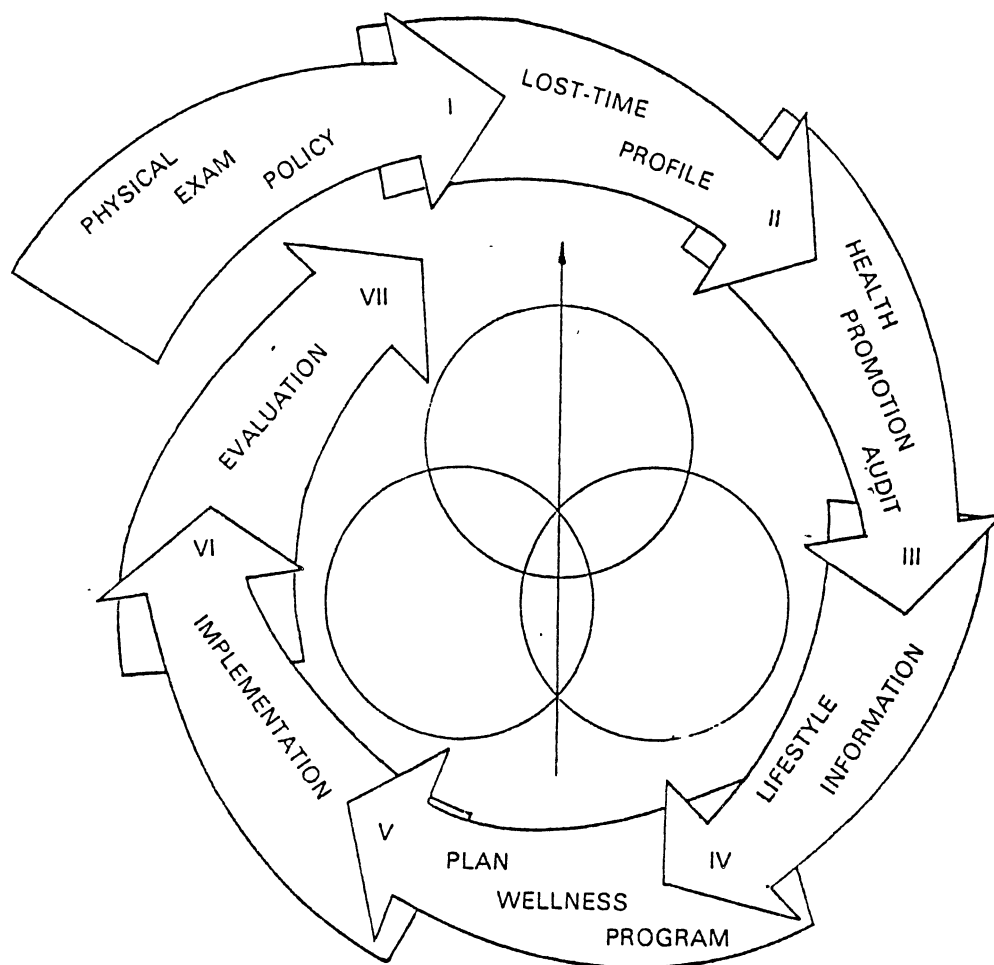 PHYSICAL
EXAM
POLICY
I
LOST-TIME
PROFILE
II
HEALTH
PROMOTION
AUDIT
III
LIFESTYLE
INFORMATION
IV
PLAN
WELLNESS
PROGRAM
V
IMPLEMENTATION
VI
EVALUATION
VII